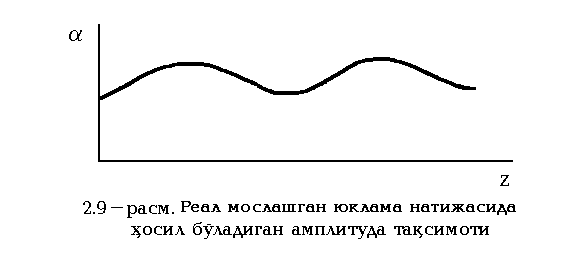 α
z
2.9–расм. Реал мослашган юклама натижасида
ҳосил бўладиган амплитуда тақсимоти